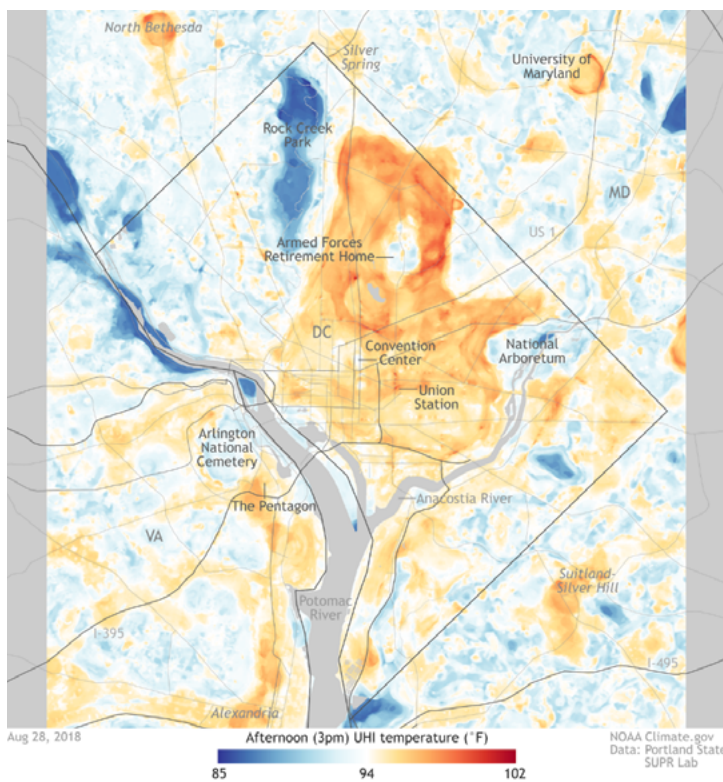 North Bethesda
Silver
Spring
University of
Maryland
Rock Creek
Park
MD
US 1
Armed Forces
Retirement Home
DC
Convention
Center
National
Arboretum
Union
Station
Arlington
National
Cemetery
The Pentagon
Anacostia River
VA
Suitland-
Silver Hill
Potomac
River
I-395
I-495
Alexandria
Aug 28, 2018
Afternoon (3pm) UHI temperature (°F)
85
94
102
NOAA Climate.gov
Data: Portland State
SUPR Lab